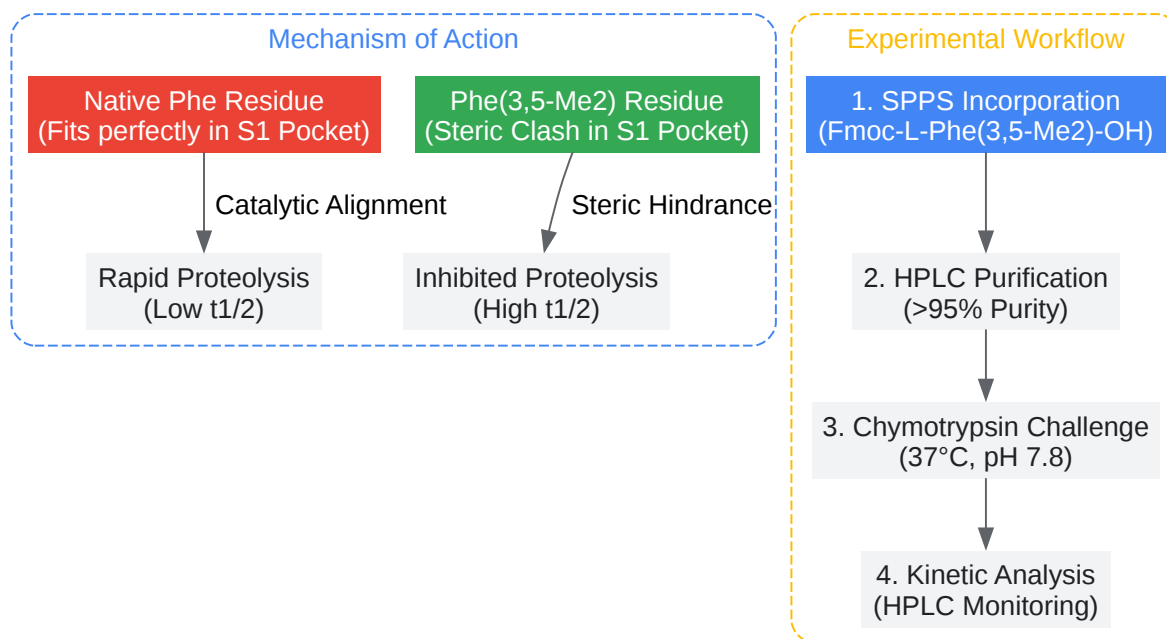 Mechanism of Action
Native Phe Residue
(Fits perfectly in S1 Pocket)
Phe(3,5-Me2) Residue
(Steric Clash in S1 Pocket)
Catalytic Alignment
Steric Hindrance
Rapid Proteolysis
(Low t1/2)
Inhibited Proteolysis
(High t1/2)
Experimental Workflow
1. SPPS Incorporation
(Fmoc-L-Phe(3,5-Me2)-OH)
2. HPLC Purification
(>95% Purity)
3. Chymotrypsin Challenge
(37°C, pH 7.8)
4. Kinetic Analysis
(HPLC Monitoring)